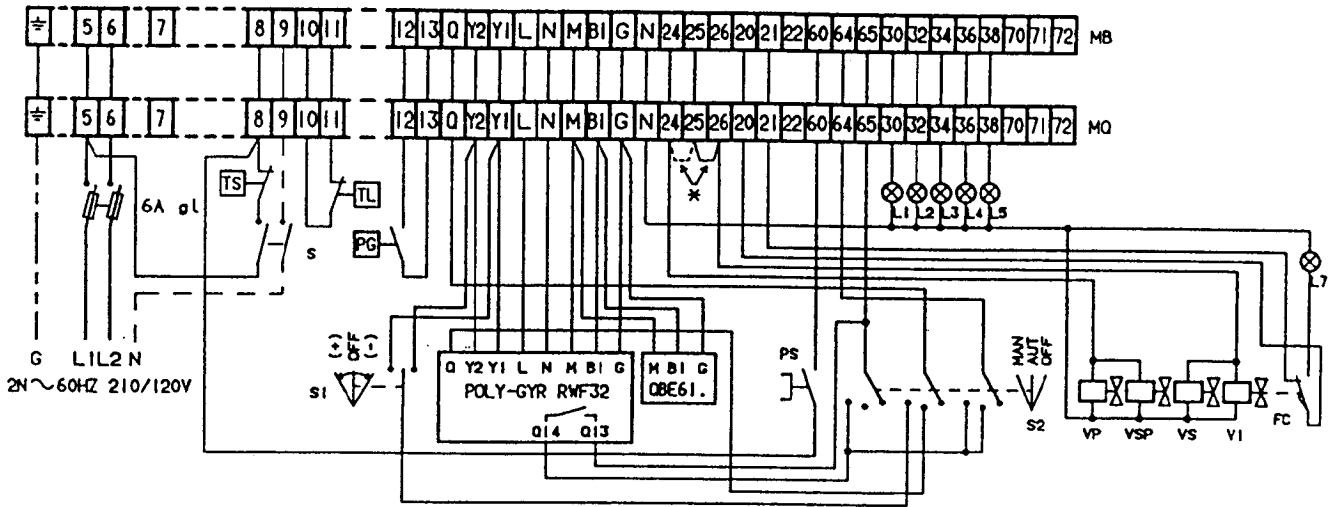 5 6 7 8 9 10 11 12 13 Q Y2 Y1 L N M B1 G N 24 25 26 20 21 22 60 64 65 30 32 34 36 38 70 71 72 MB
5 6 7 8 9 10 11 12 13 Q Y2 Y1 L N M B1 G N 24 25 26 20 21 22 60 64 65 30 32 34 36 38 70 71 72 MQ
TS TL *
6A gl L1 L2 L3 L4 L5
S PG
L7
G L1 L2 N
2N ~ 60HZ 210/120V
(+) OFF (-)
S1
Q Y2 Y1 L N M B1 G
POLY-GYR RWF32
Q14 Q13
M B1 G
QBE61.
PS
MAN AUT OFF
S2
VP VSP VS V1 FC